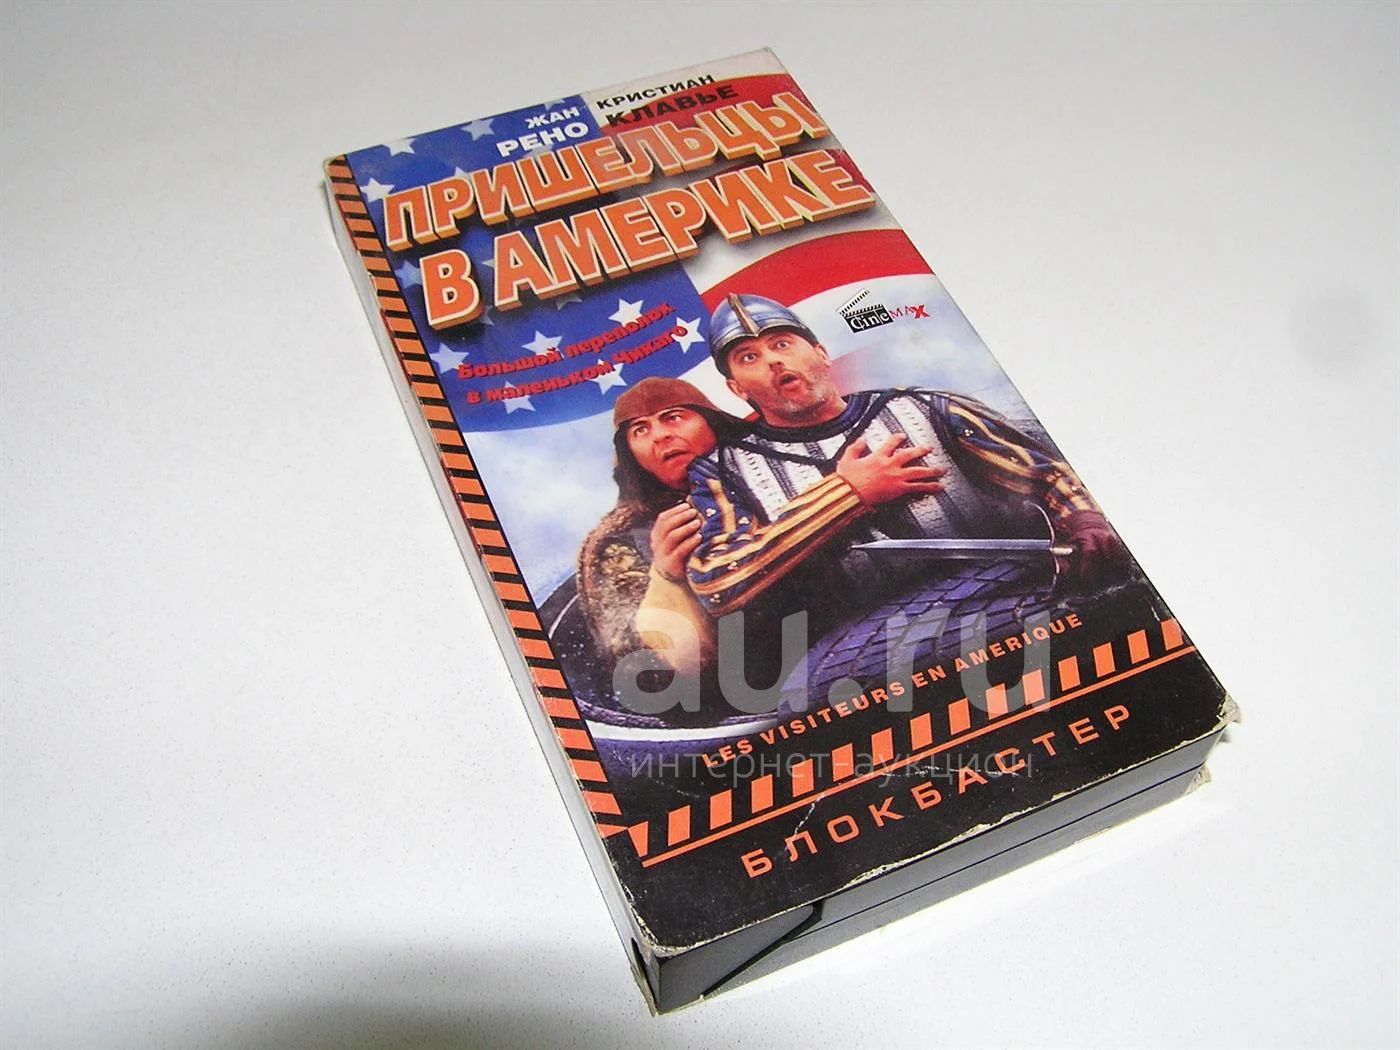 ЖАН
РЕНО
КРИСТИАН
КЛАВЬЕ
ПРИШЕЛЬЦЫ
В АМЕРИКЕ
Большой переполох
в маленьком Чикаго
CineMAX
au.ru
интернет-аукцион
LES VISITEURS EN AMERIQUE
БЛОКБАСТЕР